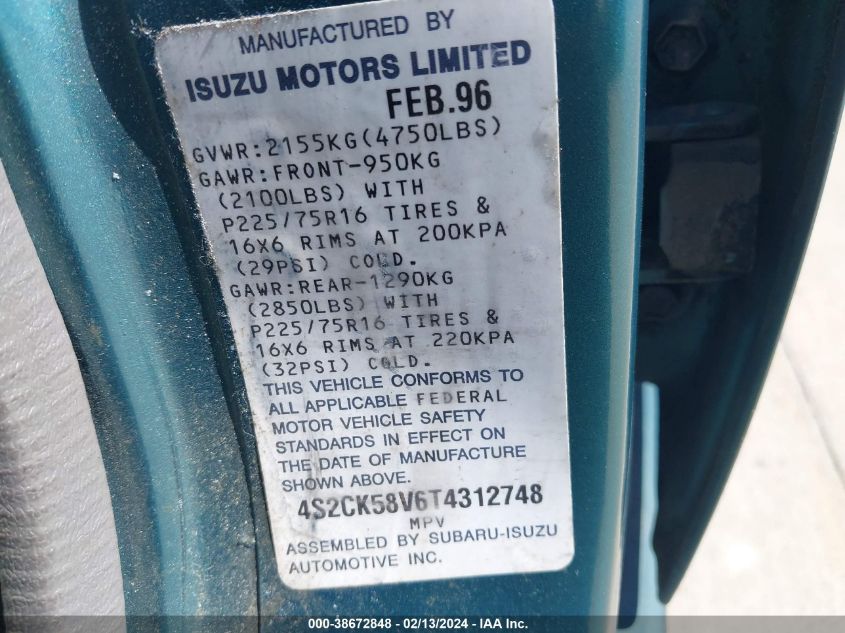 MANUFACTURED BY
ISUZU MOTORS LIMITED
FEB.96
GVWR:2155KG(4750LBS)
GAWR:FRONT-950KG
(2100LBS) WITH
P225/75R16 TIRES &
16X6 RIMS AT 200KPA
(29PSI) COLD.
GAWR:REAR-1290KG
(2850LBS) WITH
P225/75R16 TIRES &
16X6 RIMS AT 220KPA
(32PSI) COLD.
THIS VEHICLE CONFORMS TO
ALL APPLICABLE FEDERAL
MOTOR VEHICLE SAFETY
STANDARDS IN EFFECT ON
THE DATE OF MANUFACTURE
SHOWN ABOVE.
4S2CK58V6T4312748
MPV
ASSEMBLED BY SUBARU-ISUZU
AUTOMOTIVE INC.
000-38672848 - 02/13/2024 - IAA Inc.